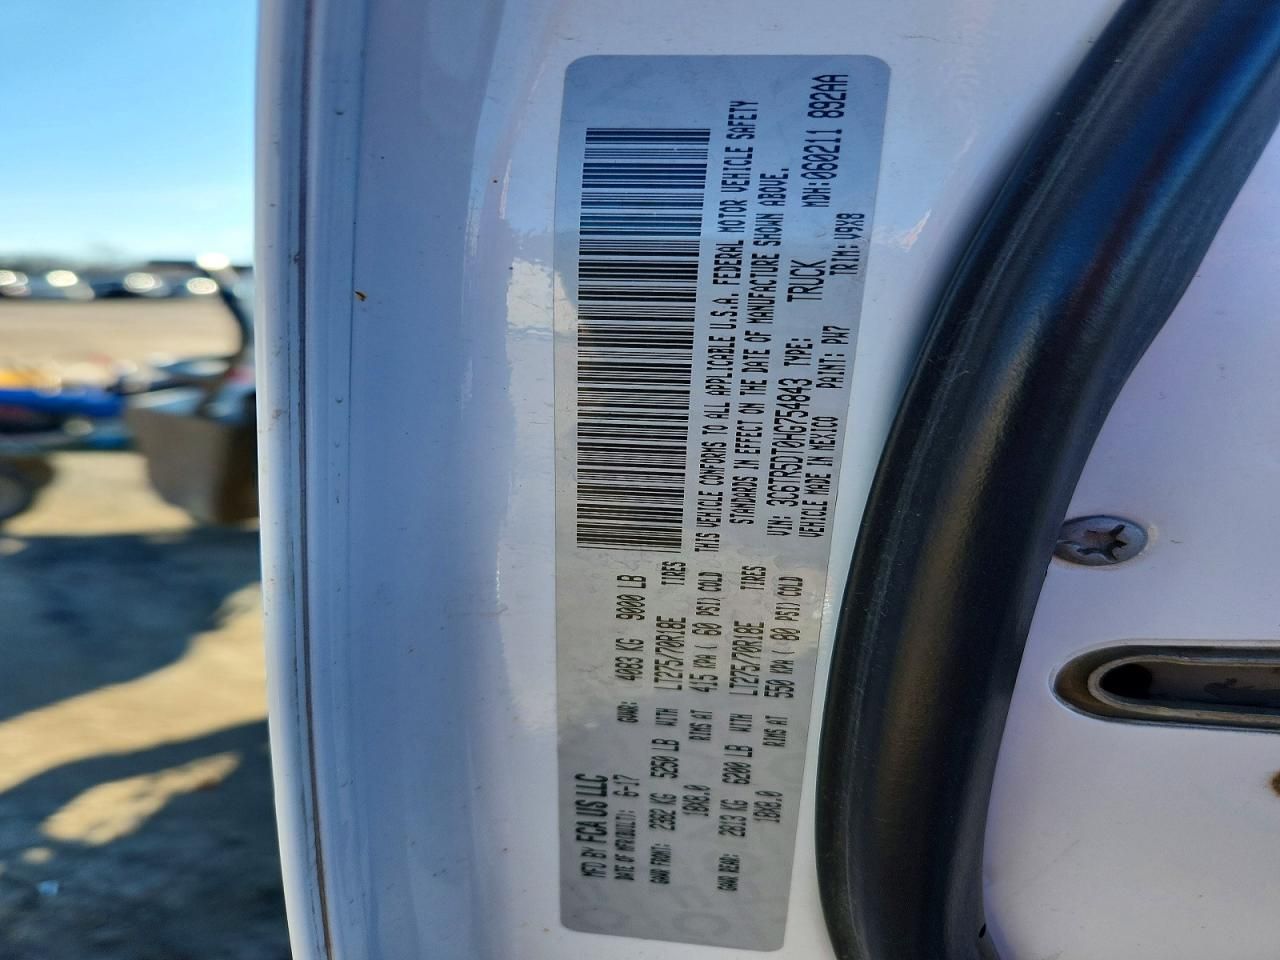 MFD BY FCA US LLC
DATE OF MFR(BUILT): 6-17 GVWR: 4083 KG 9000 LB
GAWR FRONT: 2382 KG 5250 LB WITH LT275/70R18E TIRES
18X8.0 RIMS AT 415 KPA ( 60 PSI) COLD
GAWR REAR: 2813 KG 6200 LB WITH LT275/70R18E TIRES
18X8.0 RIMS AT 550 KPA ( 80 PSI) COLD
THIS VEHICLE CONFORMS TO ALL APPLICABLE U.S.A. FEDERAL MOTOR VEHICLE SAFETY
STANDARDS IN EFFECT ON THE DATE OF MANUFACTURE SHOWN ABOVE.
VIN: 3C6TR5DT0HG754843 TYPE: TRUCK MDH:060211 892AA
VEHICLE MADE IN MEXICO PAINT: PW7 TRIM: V9X8